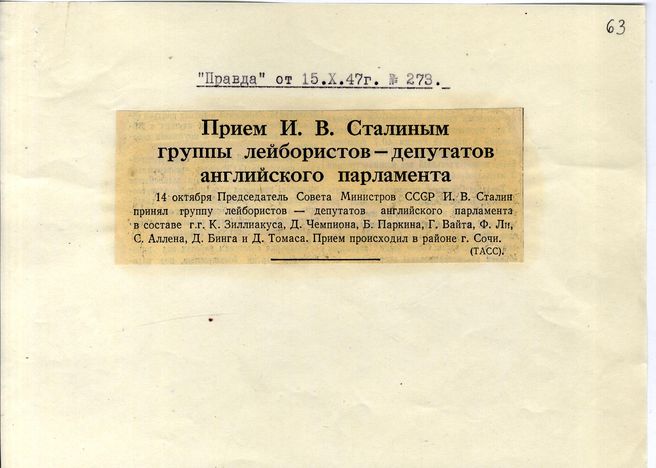 63
"Правда" от 15.X.47г. № 273.
Прием И. В. Сталиным
группы лейбористов — депутатов
английского парламента
14 октября Председатель Совета Министров СССР И. В. Сталин
принял группу лейбористов — депутатов английского парламента
в составе г.г. К. Зиллиакуса, Д. Чемпиона, Б. Паркина, Г. Вайта, Ф. Ли,
С. Аллена, Д. Бинга и Д. Томаса. Прием происходил в районе г. Сочи.
(ТАСС).